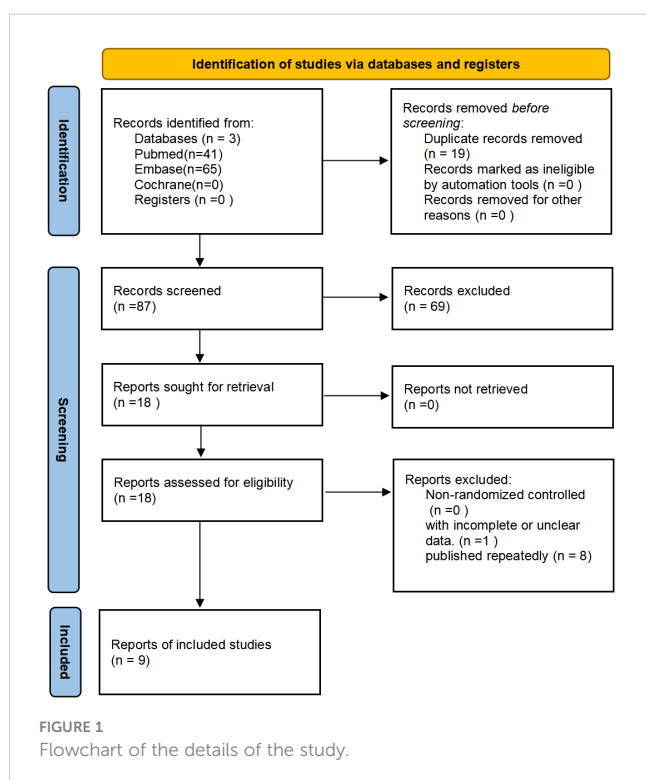 Identification of studies via databases and registers
Identification
Records identified from:
Databases (n = 3)
Pubmed(n=41)
Embase(n=65)
Cochrane(n=0)
Registers (n =0 )
Records removed before
screening:
Duplicate records removed
(n = 19)
Records marked as ineligible
by automation tools (n =0 )
Records removed for other
reasons (n =0 )
Screening
Records screened
(n =87)
Records excluded
(n = 69)
Reports sought for retrieval
(n =18 )
Reports not retrieved
(n =0)
Reports assessed for eligibility
(n =18)
Reports excluded:
Non-randomized controlled
(n =0 )
with incomplete or unclear
data. (n =1 )
published repeatedly (n = 8)
Included
Reports of included studies
(n = 9)
FIGURE 1
Flowchart of the details of the study.